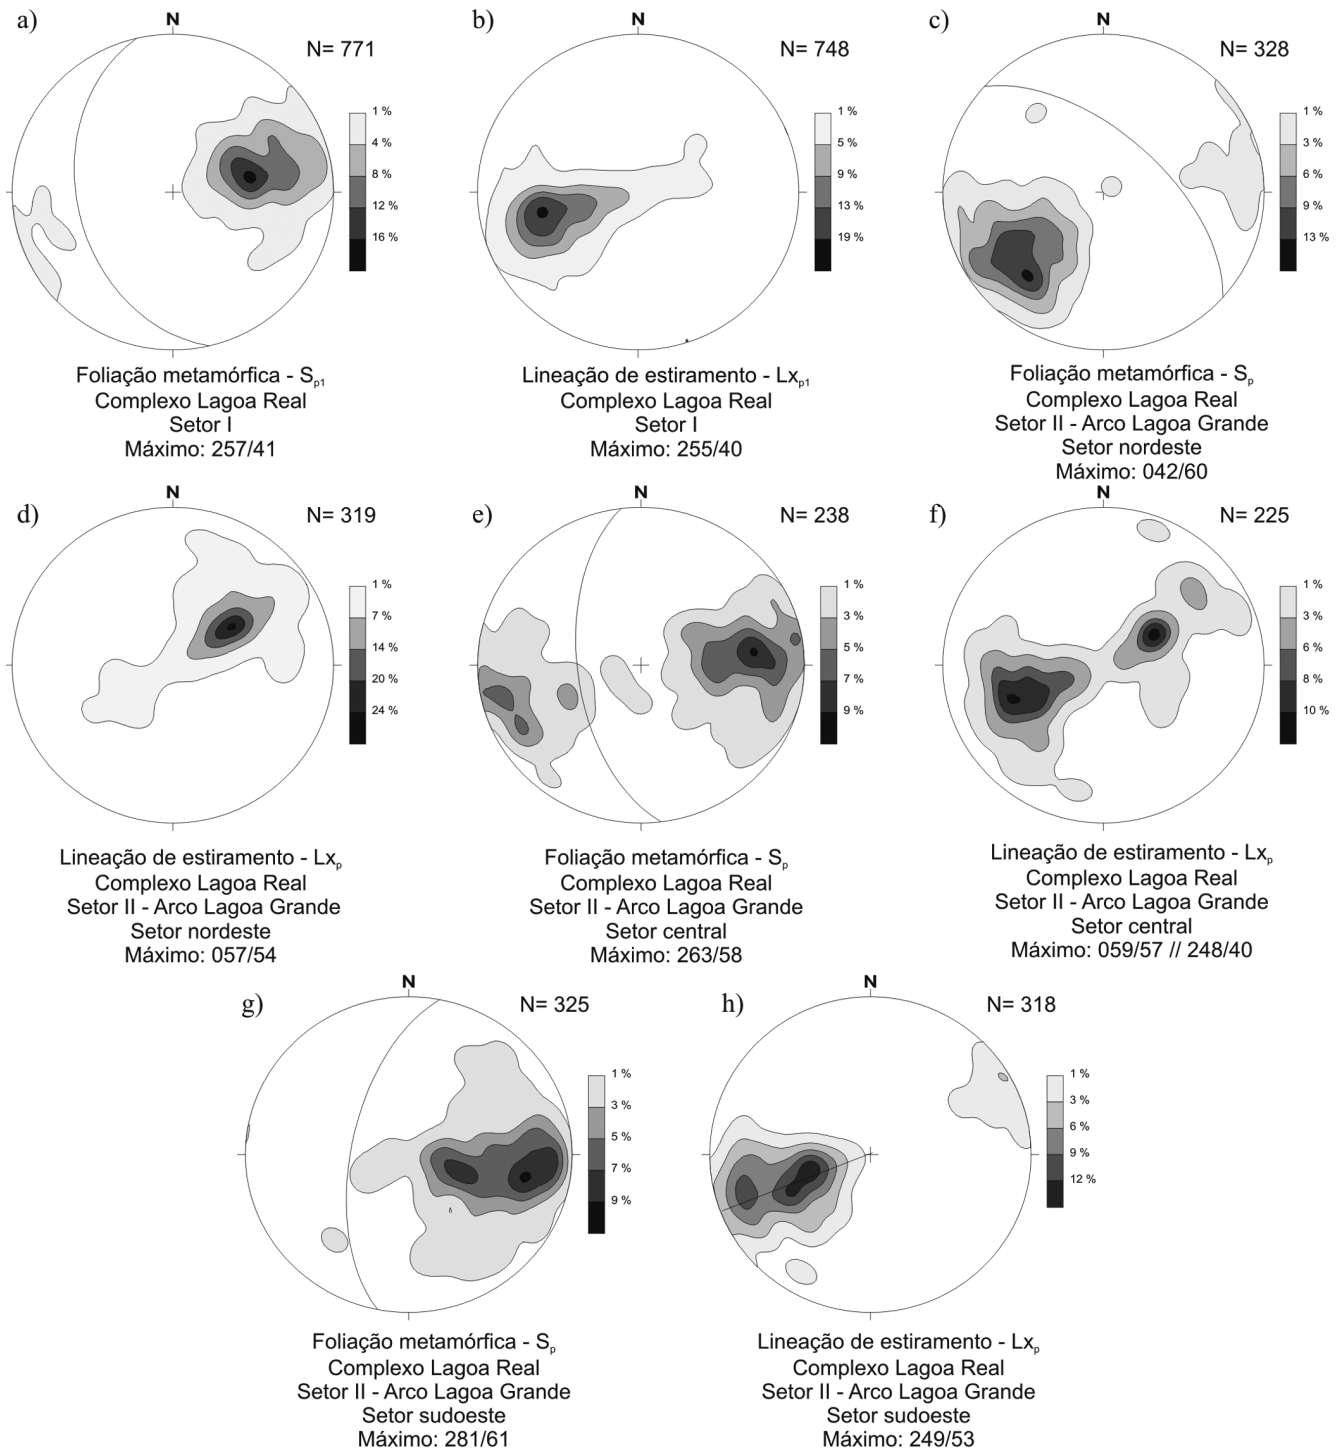 a)
N
N= 771
1 %
4 %
8 %
12 %
16 %
Foliação metamórfica - Sp1
Complexo Lagoa Real
Setor I
Máximo: 257/41
b)
N
N= 748
1 %
5 %
9 %
13 %
19 %
Lineação de estiramento - Lxp1
Complexo Lagoa Real
Setor I
Máximo: 255/40
c)
N
N= 328
1 %
3 %
6 %
9 %
13 %
Foliação metamórfica - Sp
Complexo Lagoa Real
Setor II - Arco Lagoa Grande
Setor nordeste
Máximo: 042/60
d)
N
N= 319
1 %
7 %
14 %
20 %
24 %
Lineação de estiramento - Lxp
Complexo Lagoa Real
Setor II - Arco Lagoa Grande
Setor nordeste
Máximo: 057/54
e)
N
N= 238
1 %
3 %
5 %
7 %
9 %
Foliação metamórfica - Sp
Complexo Lagoa Real
Setor II - Arco Lagoa Grande
Setor central
Máximo: 263/58
f)
N
N= 225
1 %
3 %
6 %
8 %
10 %
Lineação de estiramento - Lxp
Complexo Lagoa Real
Setor II - Arco Lagoa Grande
Setor central
Máximo: 059/57 // 248/40
g)
N
N= 325
1 %
3 %
5 %
7 %
9 %
Foliação metamórfica - Sp
Complexo Lagoa Real
Setor II - Arco Lagoa Grande
Setor sudoeste
Máximo: 281/61
h)
N
N= 318
1 %
3 %
6 %
9 %
12 %
Lineação de estiramento - Lxp
Complexo Lagoa Real
Setor II - Arco Lagoa Grande
Setor sudoeste
Máximo: 249/53